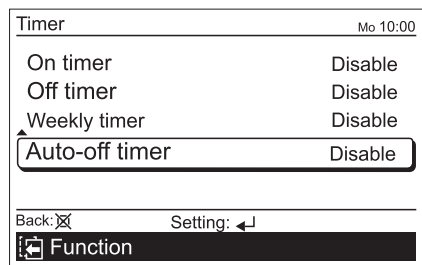 Timer Mo 10:00
On timer Disable
Off timer Disable
Weekly timer Disable
Auto-off timer Disable
Back: Setting:
Function